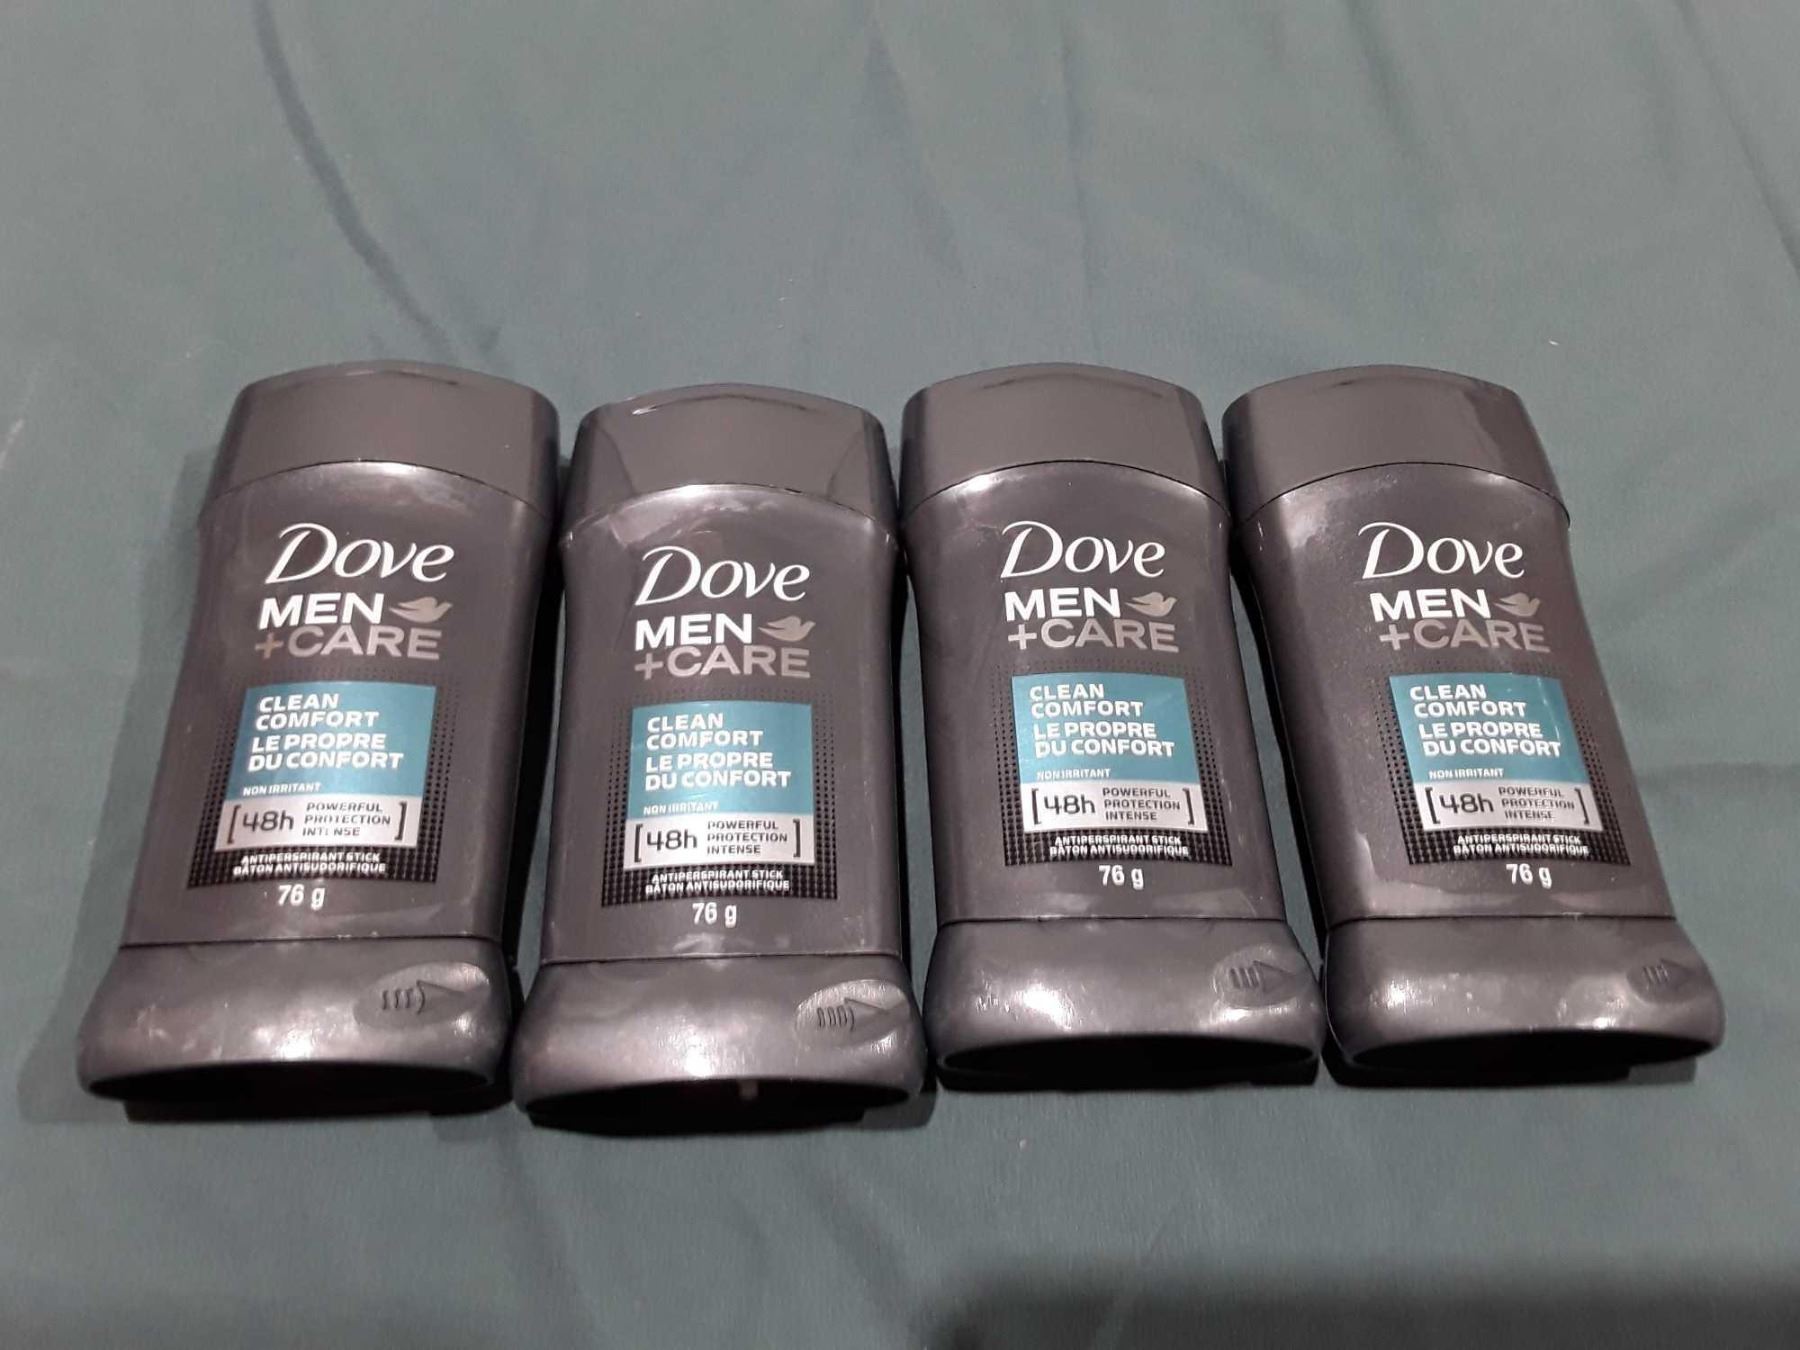 Dove
MEN
+CARE
CLEAN
COMFORT
LE PROPRE
DU CONFORT
NON IRRITANT
[48h POWERFUL
PROTECTION
INTENSE]
ANTIPERSPIRANT STICK
BÂTON ANTISUDORIFIQUE
76 g
Dove
MEN
+CARE
CLEAN
COMFORT
LE PROPRE
DU CONFORT
NON IRRITANT
[48h POWERFUL
PROTECTION
INTENSE]
ANTIPERSPIRANT STICK
BÂTON ANTISUDORIFIQUE
76 g
Dove
MEN
+CARE
CLEAN
COMFORT
LE PROPRE
DU CONFORT
NON IRRITANT
[48h POWERFUL
PROTECTION
INTENSE]
ANTIPERSPIRANT STICK
BÂTON ANTISUDORIFIQUE
76 g
Dove
MEN
+CARE
CLEAN
COMFORT
LE PROPRE
DU CONFORT
NON IRRITANT
[48h POWERFUL
PROTECTION
INTENSE]
ANTIPERSPIRANT STICK
BÂTON ANTISUDORIFIQUE
76 g